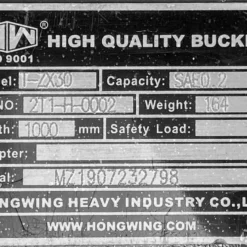 HIGH QUALITY BUCKE
O 9001
el: T-ZX30 Capacity: SAE0.2
NO: 211-H-0002 Weight: 164
th: 1000 mm Safety Load:
pter:
al: MZ1907232798
ONGWING HEAVY INDUSTRY CO.,L
WWW.HONGWING.COM